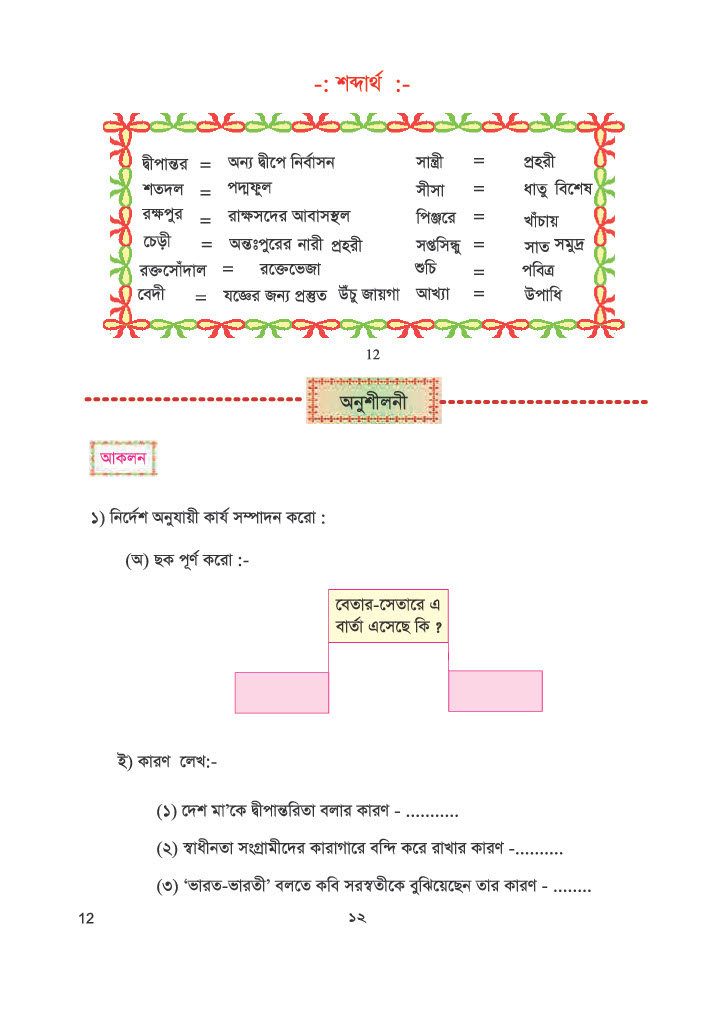 -: শব্দার্থ :-
দ্বীপান্তর = অন্য দ্বীপে নির্বাসন সান্ত্রী = প্রহরী
শতদল = পদ্মফুল সীসা = ধাতু বিশেষ
রক্ষপুর = রাক্ষসদের আবাসস্থল পিঞ্জরে = খাঁচায়
চেড়ী = অন্তঃপুরের নারী প্রহরী সপ্তসিন্ধু = সাত সমুদ্র
রক্তসোঁদাল = রক্তেভেজা শুচি = পবিত্র
বেদী = যজ্ঞের জন্য প্রস্তুত উঁচু জায়গা আখ্যা = উপাধি
12
অনুশীলনী
আকলন
১) নির্দেশ অনুযায়ী কার্য সম্পাদন করো :
(অ) ছক পূর্ণ করো :-
বেতার-সেতারে এ
বার্তা এসেছে কি ?
ই) কারণ লেখ:-
(১) দেশ মা’কে দ্বীপান্তরিতা বলার কারণ - ...........
(২) স্বাধীনতা সংগ্রামীদের কারাগারে বন্দি করে রাখার কারণ -..........
(৩) ‘ভারত-ভারতী’ বলতে কবি সরস্বতীকে বুঝিয়েছেন তার কারণ - ........
12 ১২